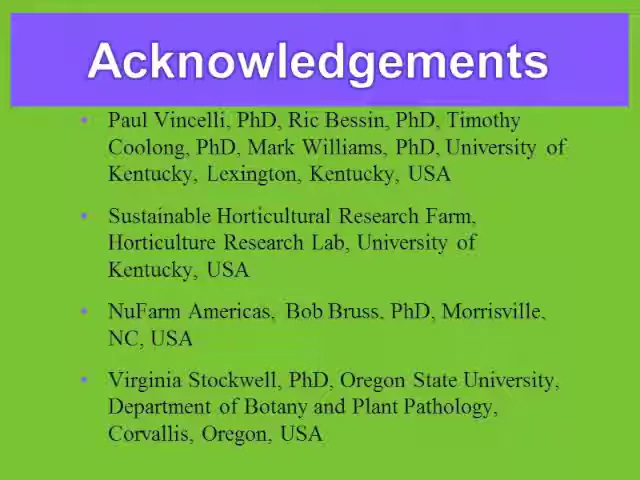 Acknowledgements
• Paul Vincelli, PhD, Ric Bessin, PhD, Timothy
Coolong, PhD, Mark Williams, PhD, University of
Kentucky, Lexington, Kentucky, USA
• Sustainable Horticultural Research Farm,
Horticulture Research Lab, University of
Kentucky, USA
• NuFarm Americas, Bob Bruss, PhD, Morrisville,
NC, USA
• Virginia Stockwell, PhD, Oregon State University,
Department of Botany and Plant Pathology,
Corvallis, Oregon, USA